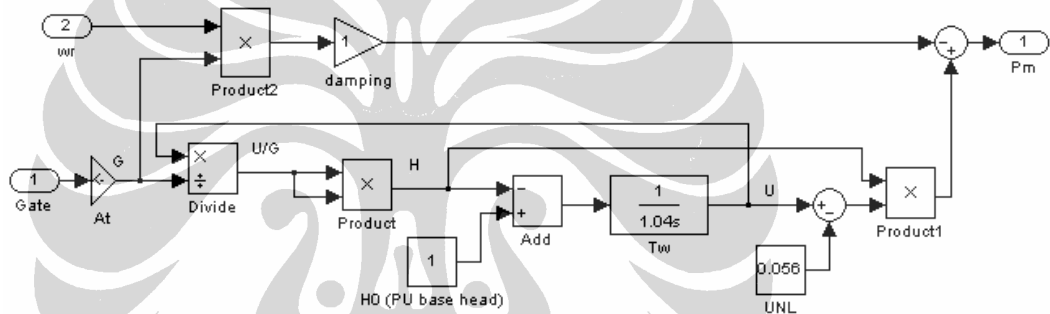 2
wr
×
Product2
1
damping
1
Pm
1
Gate
At
G
×
÷
Divide
U/G
×
Product
H
1
H0 (PU base head)
Add
1
1.04s
Tw
U
0.056
UNL
×
Product1